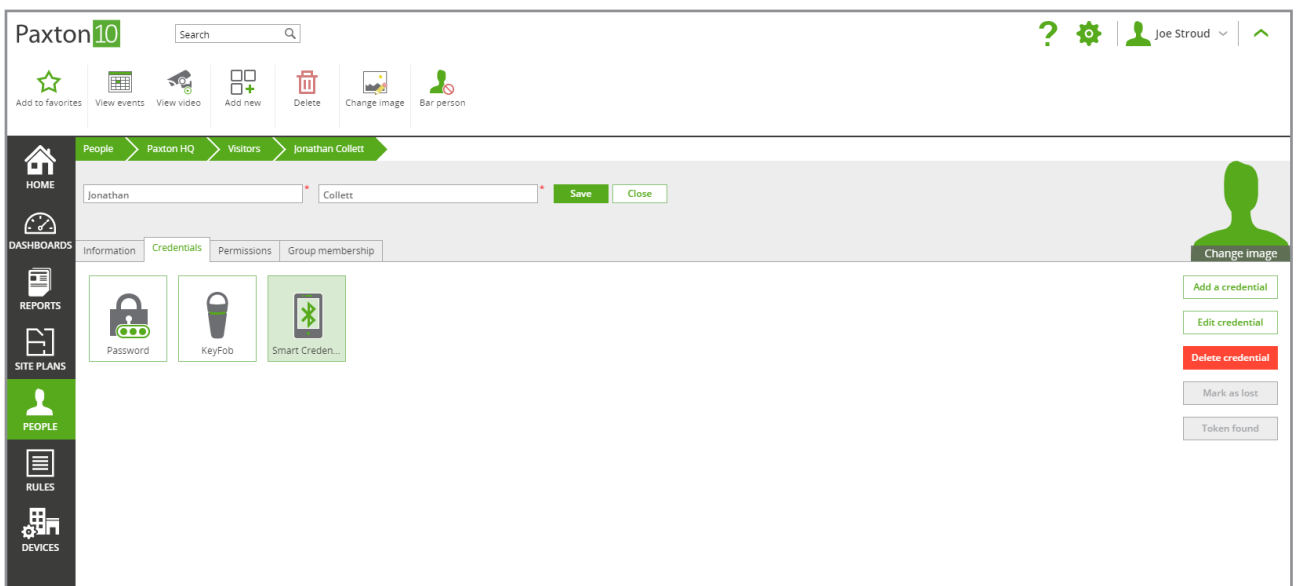 Paxton10
Search
Joe Stroud
Add to favorites
View events
View video
Add new
Delete
Change image
Bar person
People
Paxton HQ
Visitors
Jonathan Collett
HOME
Jonathan *
Collett *
Save
Close
DASHBOARDS
Information
Credentials
Permissions
Group membership
Change image
REPORTS
Password
KeyFob
Smart Creden...
Add a credential
Edit credential
Delete credential
Mark as lost
Token found
SITE PLANS
PEOPLE
RULES
DEVICES